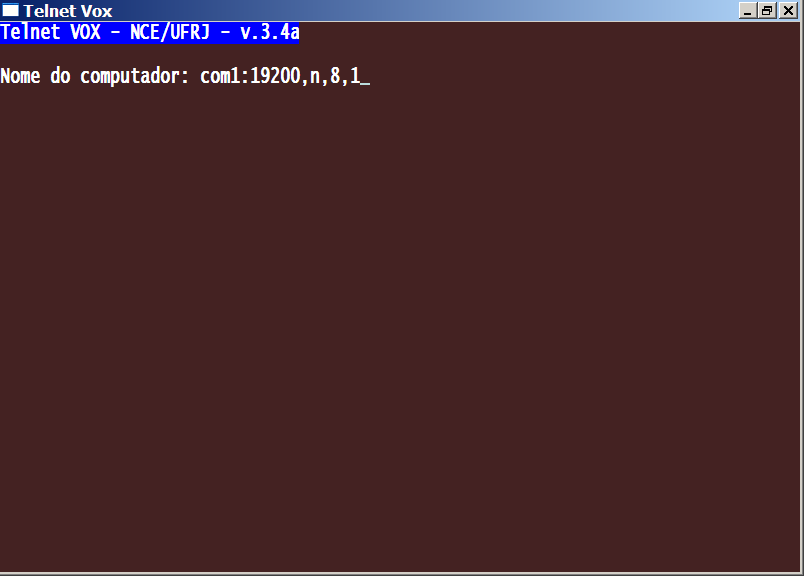 Telnet Vox
Telnet VOX - NCE/UFRJ - v.3.4a
Nome do computador: com1:19200,n,8,1_